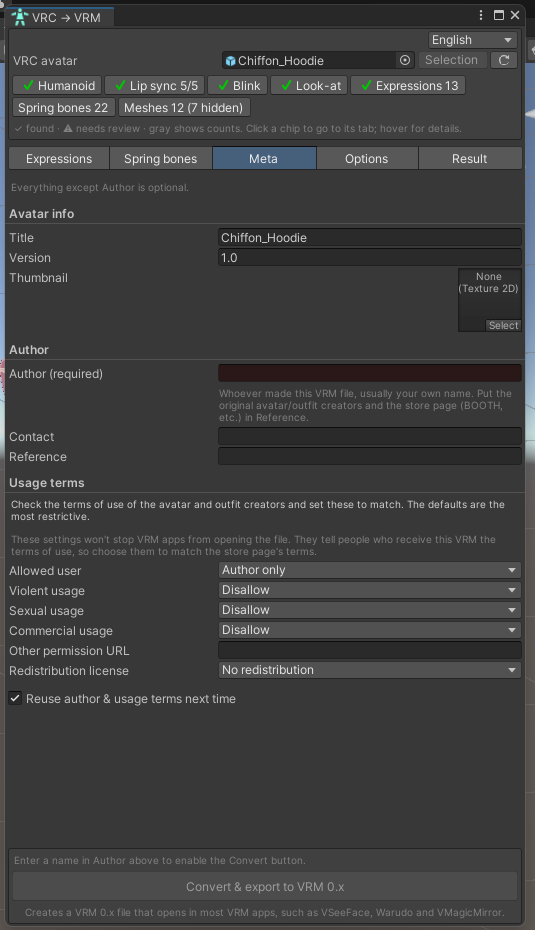 VRC → VRM
English
VRC avatar
Chiffon_Hoodie
Selection
✓ Humanoid
✓ Lip sync 5/5
✓ Blink
✓ Look-at
✓ Expressions 13
Spring bones 22
Meshes 12 (7 hidden)
✓ found · ⚠ needs review · gray shows counts. Click a chip to go to its tab; hover for details.
Expressions
Spring bones
Meta
Options
Result
Everything except Author is optional.
Avatar info
Title
Chiffon_Hoodie
Version
1.0
Thumbnail
None
(Texture 2D)
Select
Author
Author (required)
Whoever made this VRM file, usually your own name. Put the
original avatar/outfit creators and the store page (BOOTH,
etc.) in Reference.
Contact
Reference
Usage terms
Check the terms of use of the avatar and outfit creators and set these to match. The defaults are the
most restrictive.
These settings won't stop VRM apps from opening the file. They tell people who receive this VRM the
terms of use, so choose them to match the store page's terms.
Allowed user
Author only
Violent usage
Disallow
Sexual usage
Disallow
Commercial usage
Disallow
Other permission URL
Redistribution license
No redistribution
Reuse author & usage terms next time
Enter a name in Author above to enable the Convert button.
Convert & export to VRM 0.x
Creates a VRM 0.x file that opens in most VRM apps, such as VSeeFace, Warudo and VMagicMirror.